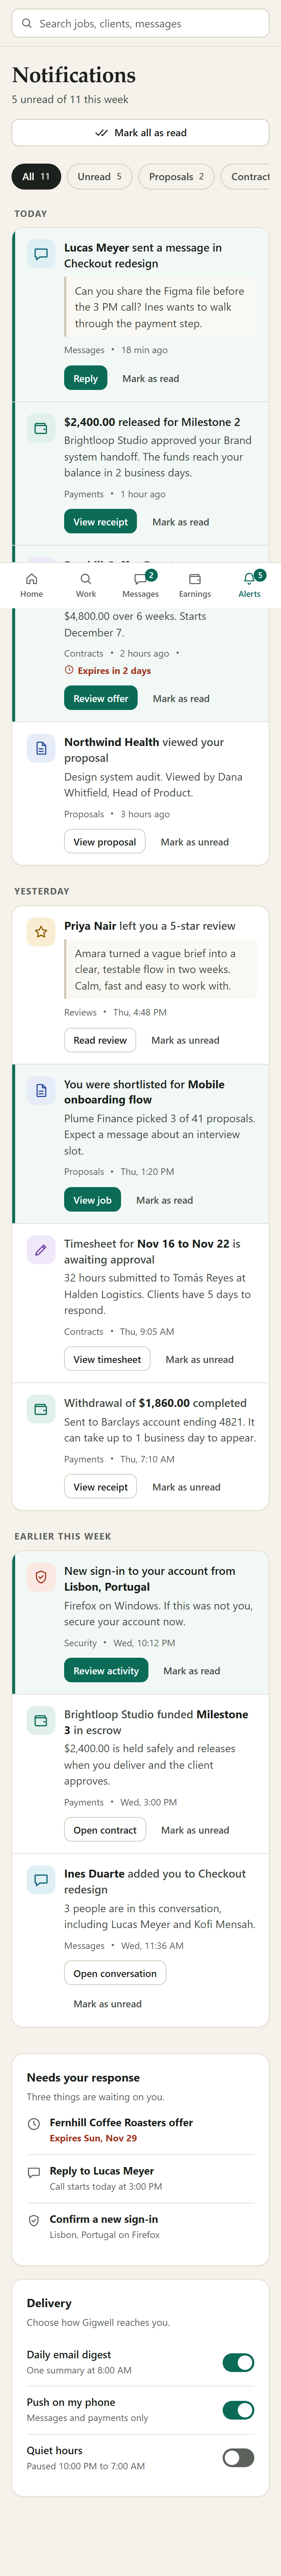 Search jobs, clients, messages
Notifications
5 unread of 11 this week
Mark all as read
All 11
Unread 5
Proposals 2
Contract
TODAY
Lucas Meyer sent a message in
Checkout redesign
Can you share the Figma file before
the 3 PM call? Ines wants to walk
through the payment step.
Messages • 18 min ago
Reply
Mark as read
$2,400.00 released for Milestone 2
Brightloop Studio approved your Brand
system handoff. The funds reach your
balance in 2 business days.
Payments • 1 hour ago
View receipt
Mark as read
Home
Work
Messages 2
Earnings
Alerts 5
$4,800.00 over 6 weeks. Starts
December 7.
Contracts • 2 hours ago •
Expires in 2 days
Review offer
Mark as read
Northwind Health viewed your
proposal
Design system audit. Viewed by Dana
Whitfield, Head of Product.
Proposals • 3 hours ago
View proposal
Mark as unread
YESTERDAY
Priya Nair left you a 5-star review
Amara turned a vague brief into a
clear, testable flow in two weeks.
Calm, fast and easy to work with.
Reviews • Thu, 4:48 PM
Read review
Mark as unread
You were shortlisted for Mobile
onboarding flow
Plume Finance picked 3 of 41 proposals.
Expect a message about an interview
slot.
Proposals • Thu, 1:20 PM
View job
Mark as read
Timesheet for Nov 16 to Nov 22 is
awaiting approval
32 hours submitted to Tomás Reyes at
Halden Logistics. Clients have 5 days to
respond.
Contracts • Thu, 9:05 AM
View timesheet
Mark as unread
Withdrawal of $1,860.00 completed
Sent to Barclays account ending 4821. It
can take up to 1 business day to appear.
Payments • Thu, 7:10 AM
View receipt
Mark as unread
EARLIER THIS WEEK
New sign-in to your account from
Lisbon, Portugal
Firefox on Windows. If this was not you,
secure your account now.
Security • Wed, 10:12 PM
Review activity
Mark as read
Brightloop Studio funded Milestone
3 in escrow
$2,400.00 is held safely and releases
when you deliver and the client
approves.
Payments • Wed, 3:00 PM
Open contract
Mark as unread
Ines Duarte added you to Checkout
redesign
3 people are in this conversation,
including Lucas Meyer and Kofi Mensah.
Messages • Wed, 11:36 AM
Open conversation
Mark as unread
Needs your response
Three things are waiting on you.
Fernhill Coffee Roasters offer
Expires Sun, Nov 29
Reply to Lucas Meyer
Call starts today at 3:00 PM
Confirm a new sign-in
Lisbon, Portugal on Firefox
Delivery
Choose how Gigwell reaches you.
Daily email digest
One summary at 8:00 AM
Push on my phone
Messages and payments only
Quiet hours
Paused 10:00 PM to 7:00 AM